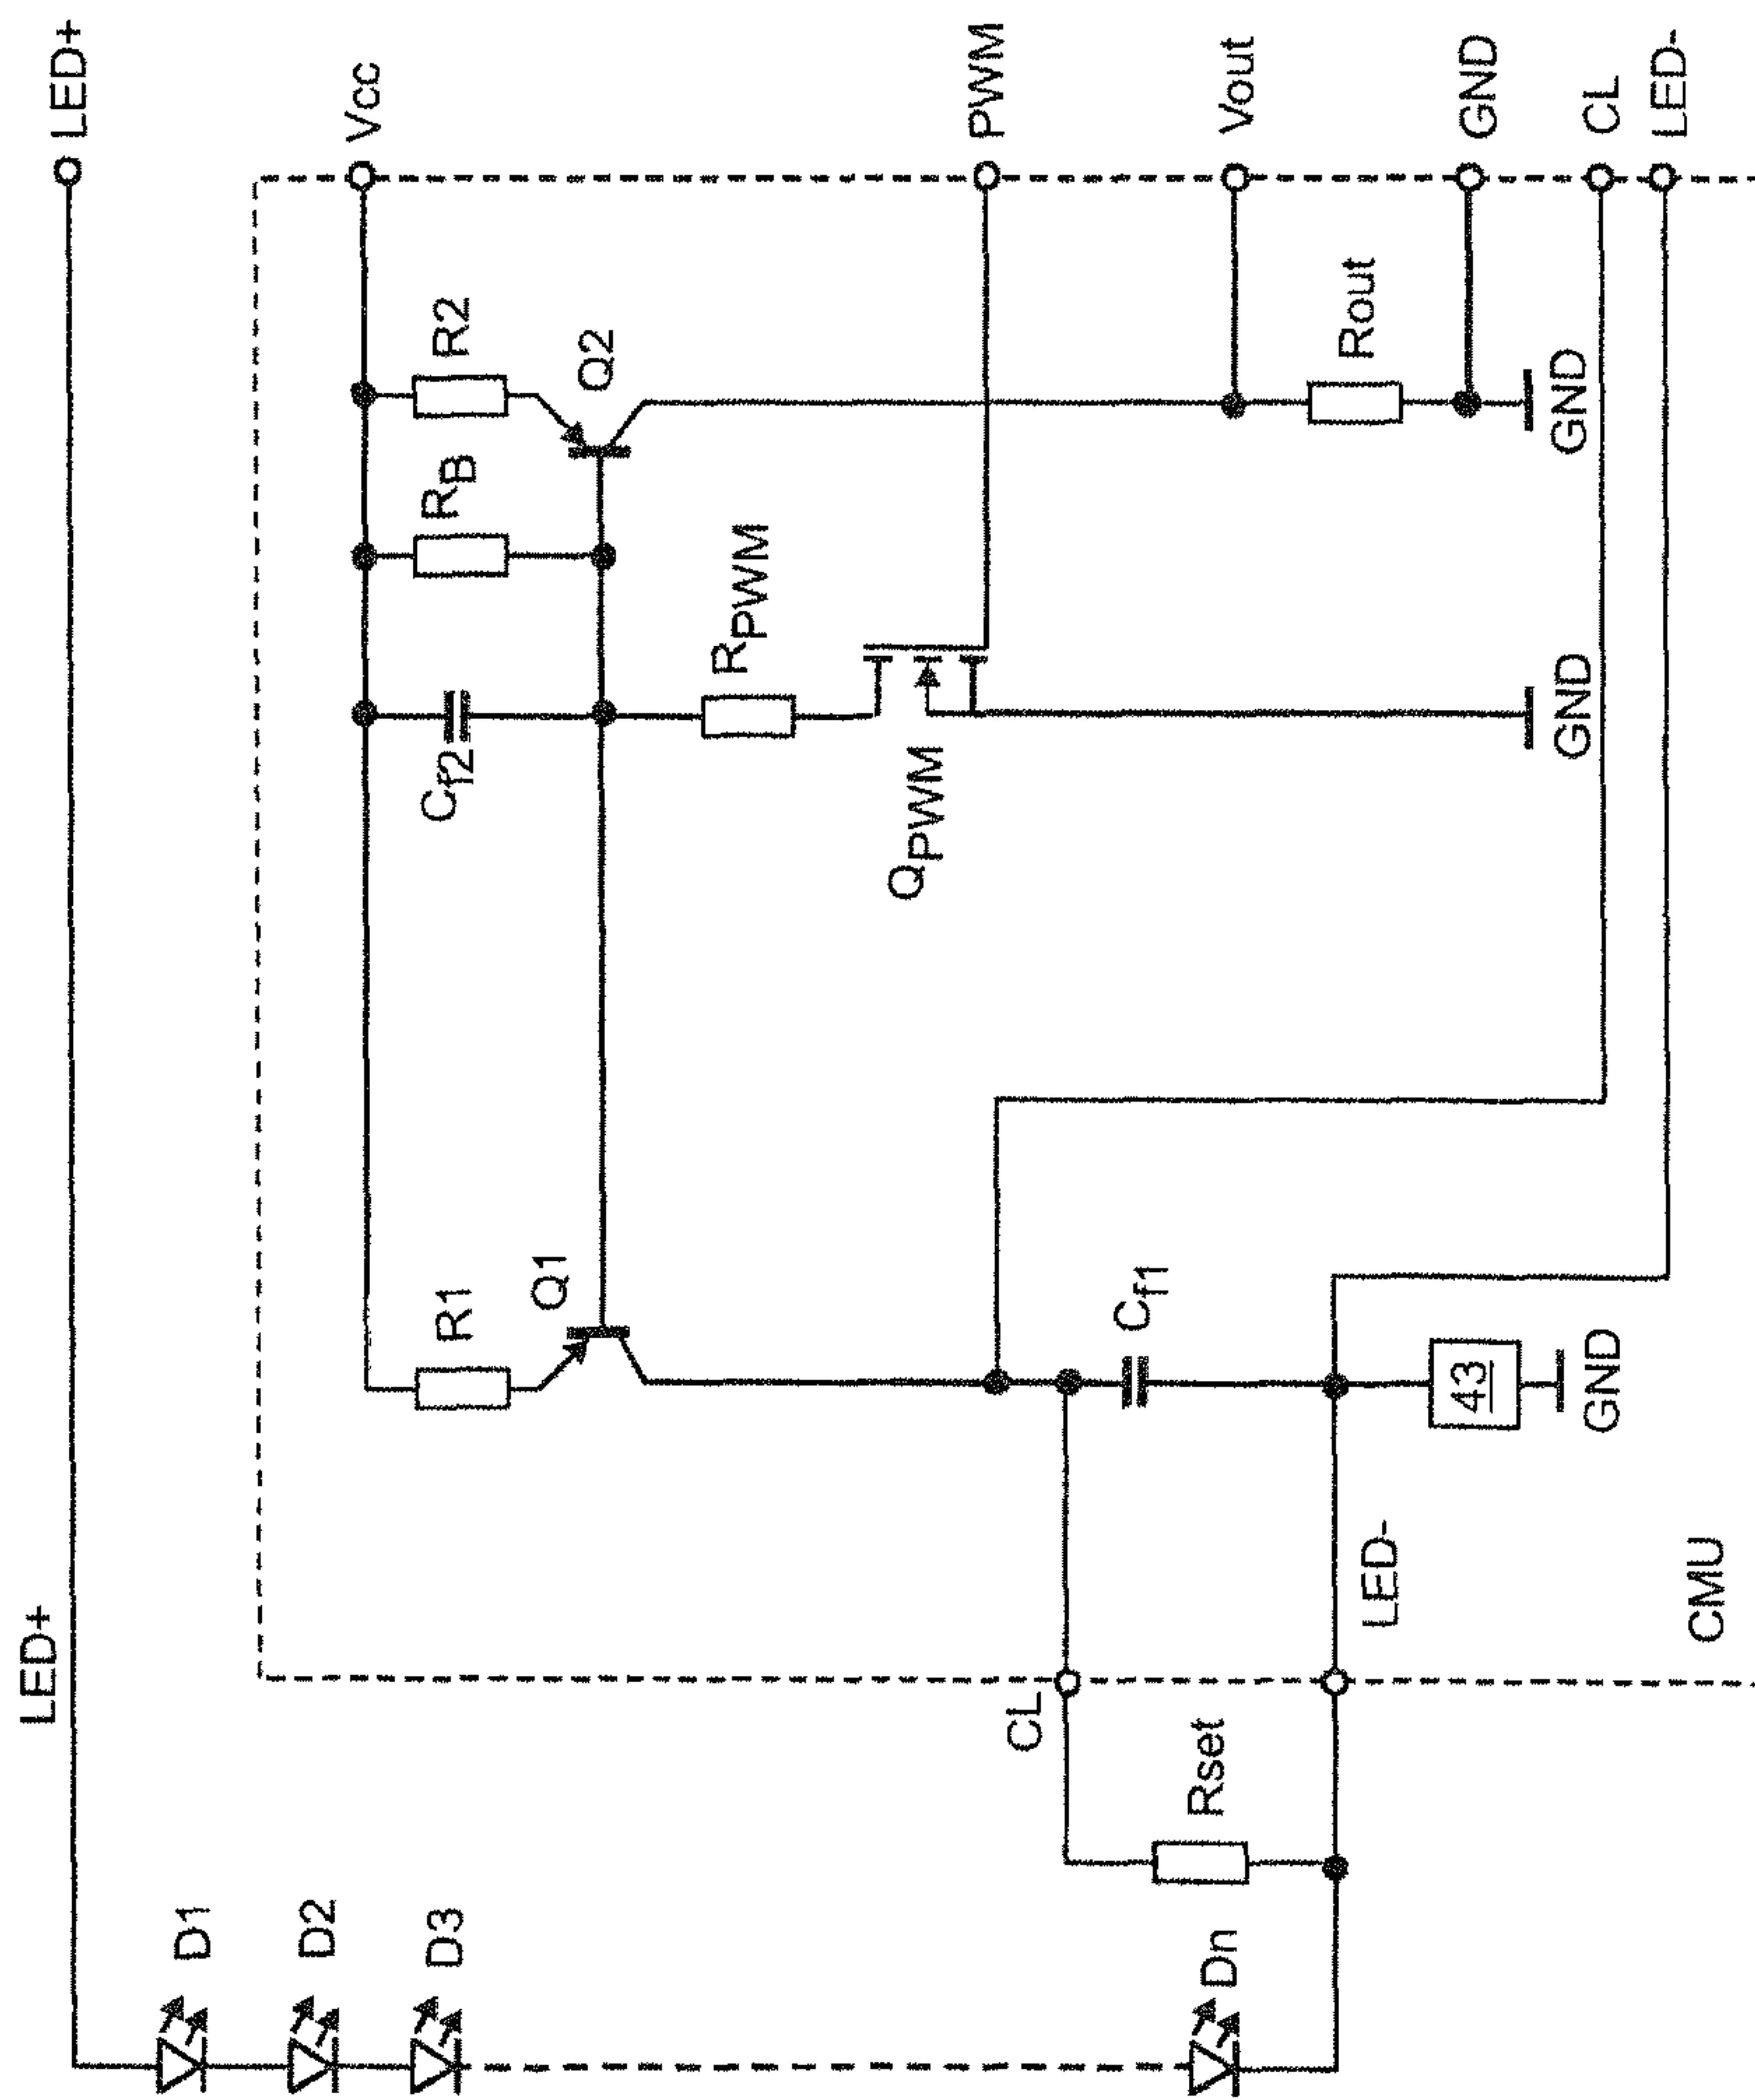 LED+
LED+
D1
D2
D3
Dn
Rset
CL
LED-
CMU
R1
Q1
Cf1
43
GND
Cf2
RB
R2
Q2
RPWM
QPWM
GND
Rout
GND
Vcc
PWM
Vout
GND
CL
LED-